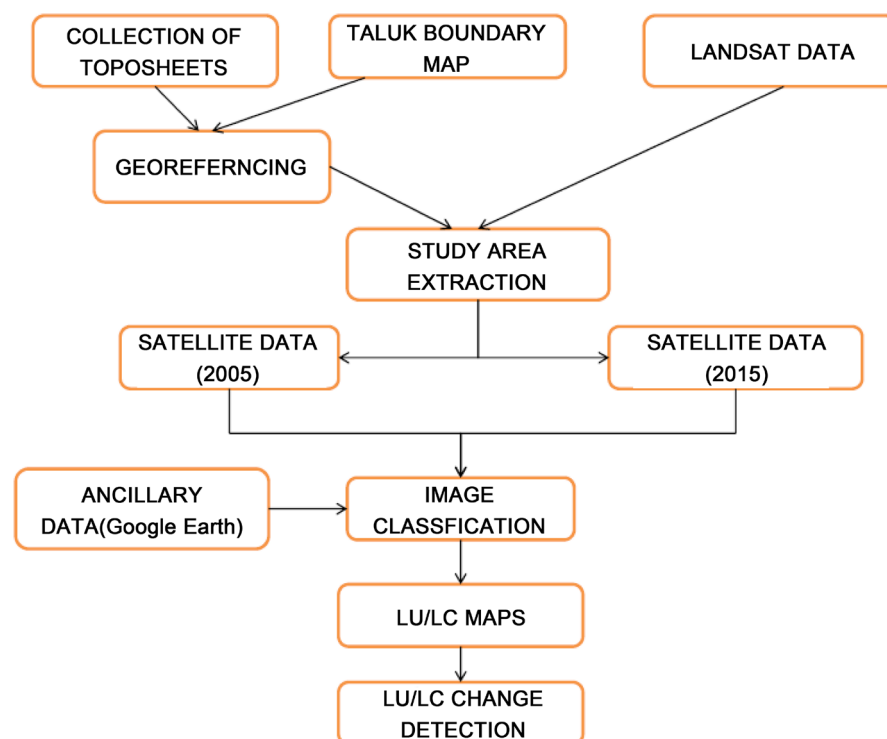 COLLECTION OF
TOPOSHEETS
TALUK BOUNDARY
MAP
LANDSAT DATA
GEOREFERNCING
STUDY AREA
EXTRACTION
SATELLITE DATA
(2005)
SATELLITE DATA
(2015)
ANCILLARY
DATA(Google Earth)
IMAGE
CLASSFICATION
LU/LC MAPS
LU/LC CHANGE
DETECTION